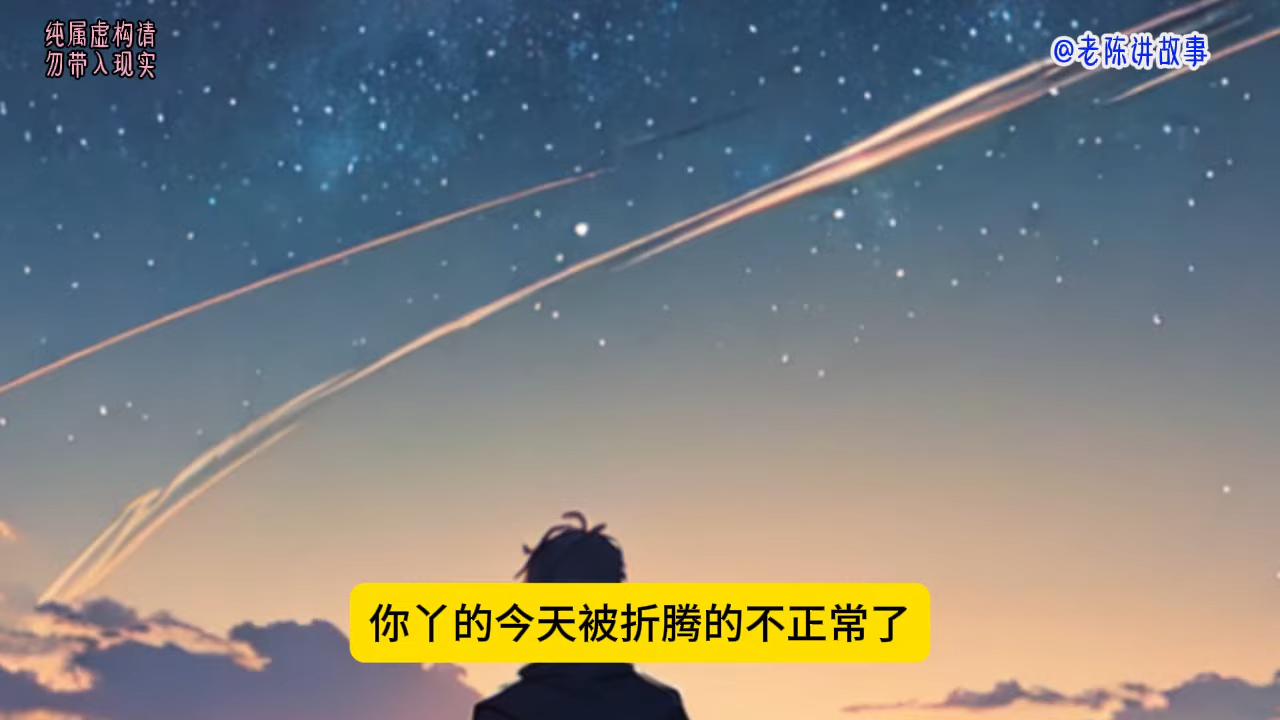 纯属虚构请
勿带入现实
@老陈讲故事
你丫的今天被折腾的不正常了